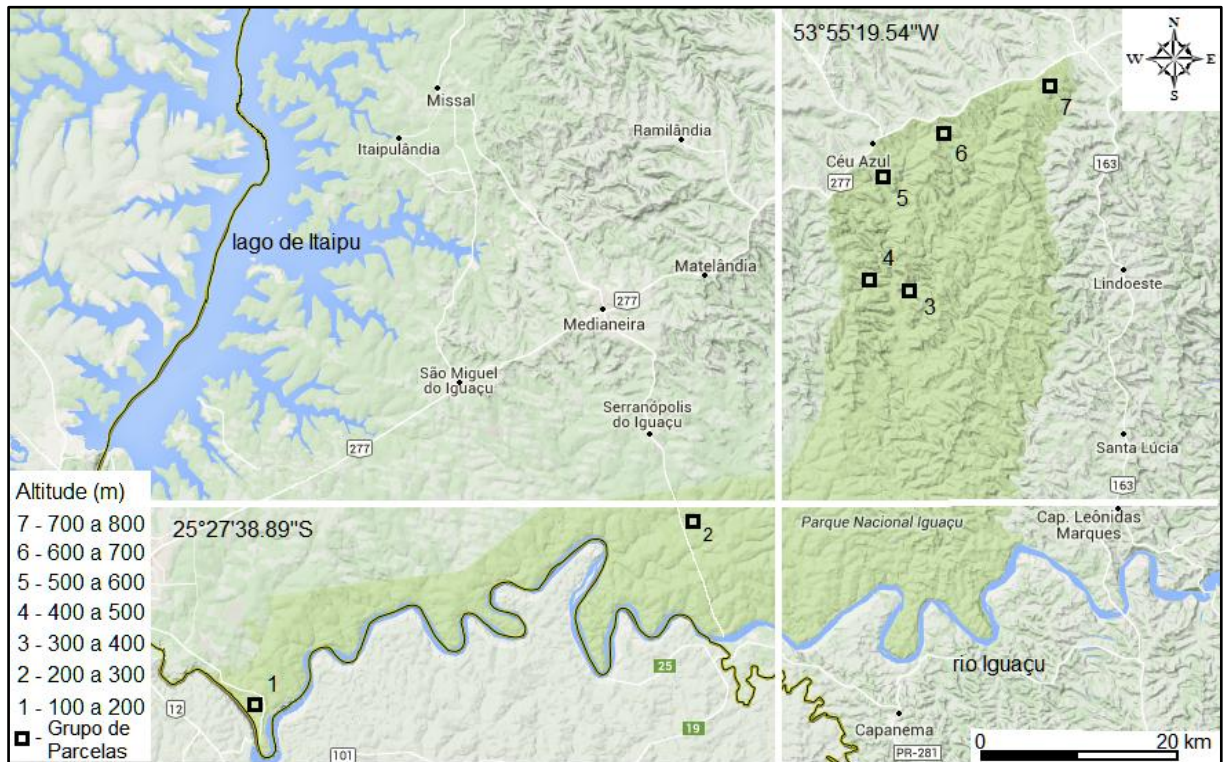 Missal
Itaipulândia
Ramilândia
lago de Itaipu
Matelândia
277
Medianeira
São Miguel
do Iguaçu
Serranópolis
do Iguaçu
277
53°55'19.54"W
N
W E
S
7
6
Céu Azul
163
277
5
4
3
Lindoeste
Santa Lúcia
163
Altitude (m)
7 - 700 a 800
6 - 600 a 700
5 - 500 a 600
4 - 400 a 500
3 - 300 a 400
2 - 200 a 300
1 - 100 a 200
- Grupo de
Parcelas
25°27'38.89"S
2
1
12
25
19
101
Parque Nacional Iguaçu
Cap. Leônidas
Marques
rio Iguaçu
Capanema
PR-281
0 20 km